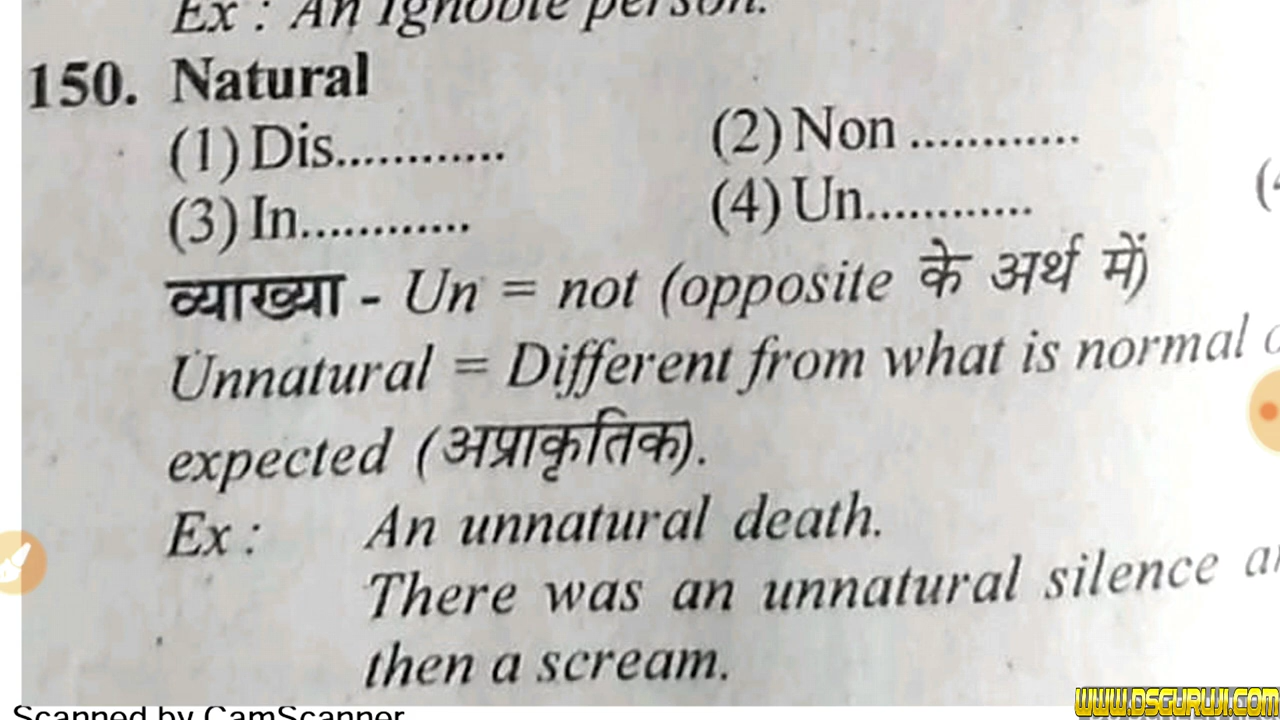 Ex : An Ignoble person.
150. Natural
(1) Dis............ (2) Non ............
(3) In............ (4) Un............
व्याख्या - Un = not (opposite के अर्थ में)
Unnatural = Different from what is normal
expected (अप्राकृतिक).
Ex : An unnatural death.
There was an unnatural silence
then a scream.
Scanned by CamScanner
WWW.DSGURUJI.COM